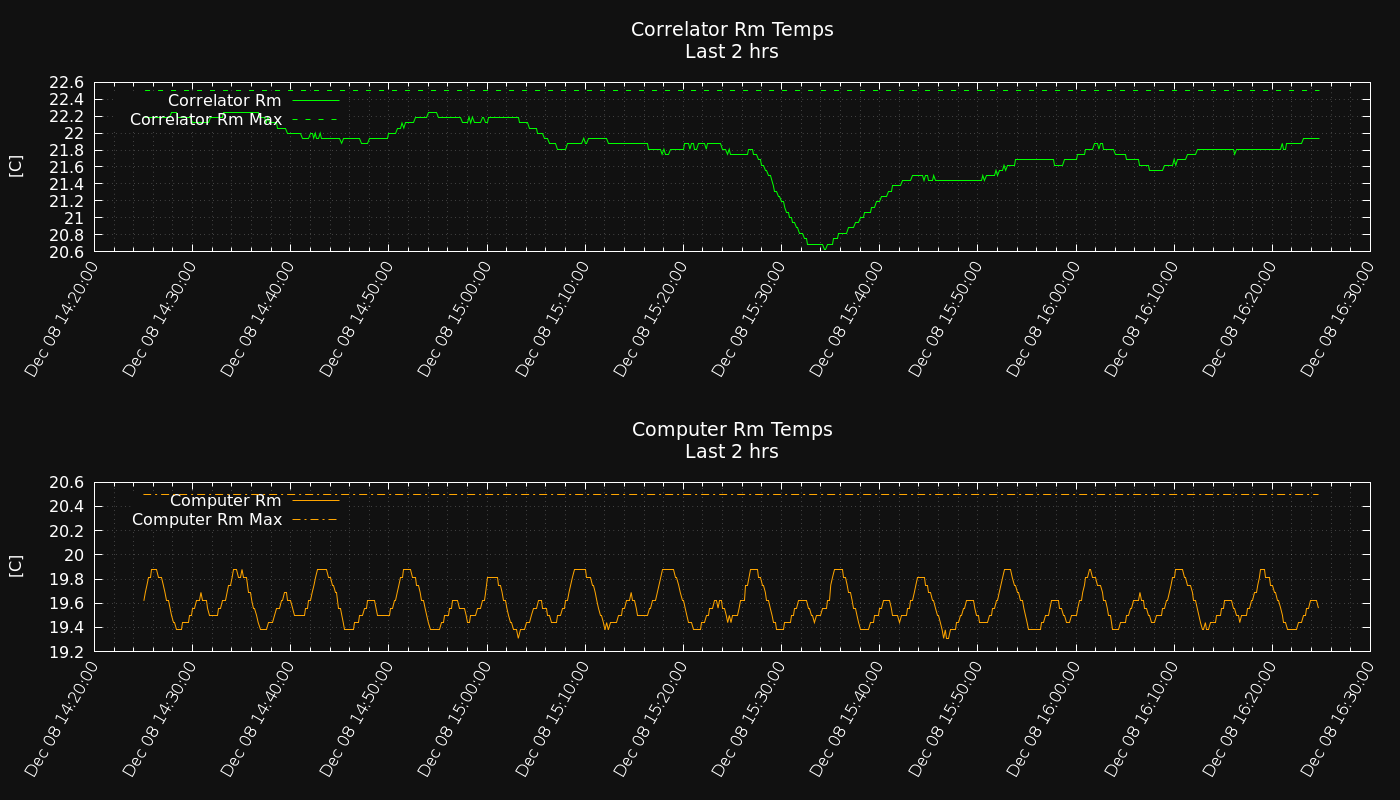 Correlator Rm Temps
Last 2 hrs
22.6
22.4
22.2
22
21.8
21.6
21.4
21.2
21
20.8
20.6
[C]
Correlator Rm
Correlator Rm Max
Dec 08 14:20:00
Dec 08 14:30:00
Dec 08 14:40:00
Dec 08 14:50:00
Dec 08 15:00:00
Dec 08 15:10:00
Dec 08 15:20:00
Dec 08 15:30:00
Dec 08 15:40:00
Dec 08 15:50:00
Dec 08 16:00:00
Dec 08 16:10:00
Dec 08 16:20:00
Dec 08 16:30:00
Computer Rm Temps
Last 2 hrs
20.6
20.4
20.2
20
19.8
19.6
19.4
19.2
[C]
Computer Rm
Computer Rm Max
Dec 08 14:20:00
Dec 08 14:30:00
Dec 08 14:40:00
Dec 08 14:50:00
Dec 08 15:00:00
Dec 08 15:10:00
Dec 08 15:20:00
Dec 08 15:30:00
Dec 08 15:40:00
Dec 08 15:50:00
Dec 08 16:00:00
Dec 08 16:10:00
Dec 08 16:20:00
Dec 08 16:30:00